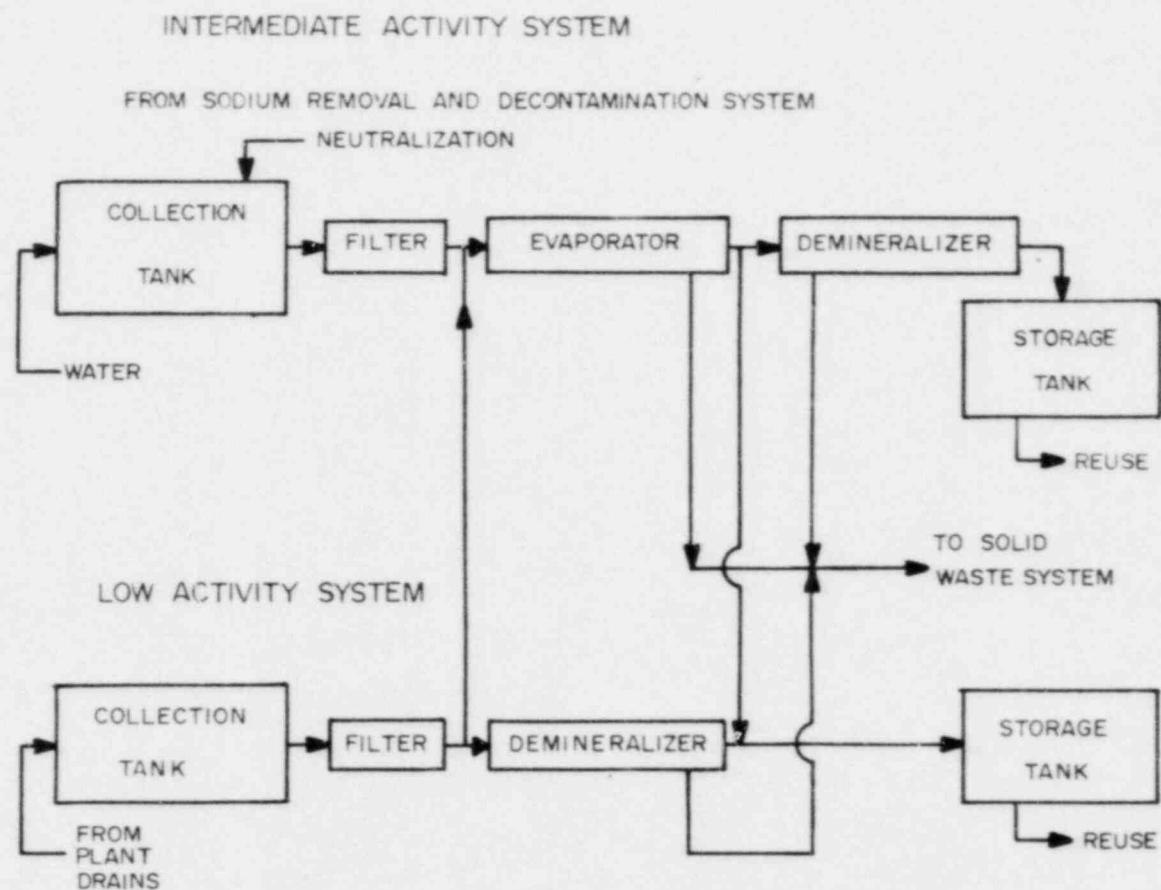 INTERMEDIATE ACTIVITY SYSTEM
FROM SODIUM REMOVAL AND DECONTAMINATION SYSTEM
NEUTRALIZATION
COLLECTION
TANK
FILTER
EVAPORATOR
DEMINERALIZER
STORAGE
TANK
WATER
REUSE
TO SOLID
WASTE SYSTEM
LOW ACTIVITY SYSTEM
COLLECTION
TANK
FILTER
DEMINERALIZER
STORAGE
TANK
FROM
PLANT
DRAINS
REUSE